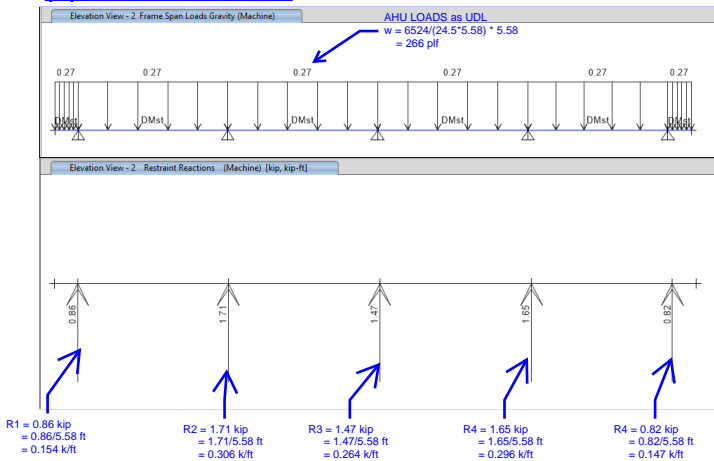 Elevation View - 2 Frame Span Loads Gravity (Machine)
AHU LOADS as UDL
w = 6524/(24.5*5.58) * 5.58
= 266 plf
0.27 0.27 0.27 0.27 0.27 0.27
DMst DMst DMst DMst DMst DMst
Elevation View - 2 Restraint Reactions (Machine) [kip, kip-ft]
0.86 1.71 1.47 1.65 0.82
R1 = 0.86 kip
= 0.86/5.58 ft
= 0.154 k/ft
R2 = 1.71 kip
= 1.71/5.58 ft
= 0.306 k/ft
R3 = 1.47 kip
= 1.47/5.58 ft
= 0.264 k/ft
R4 = 1.65 kip
= 1.65/5.58 ft
= 0.296 k/ft
R4 = 0.82 kip
= 0.82/5.58 ft
= 0.147 k/ft